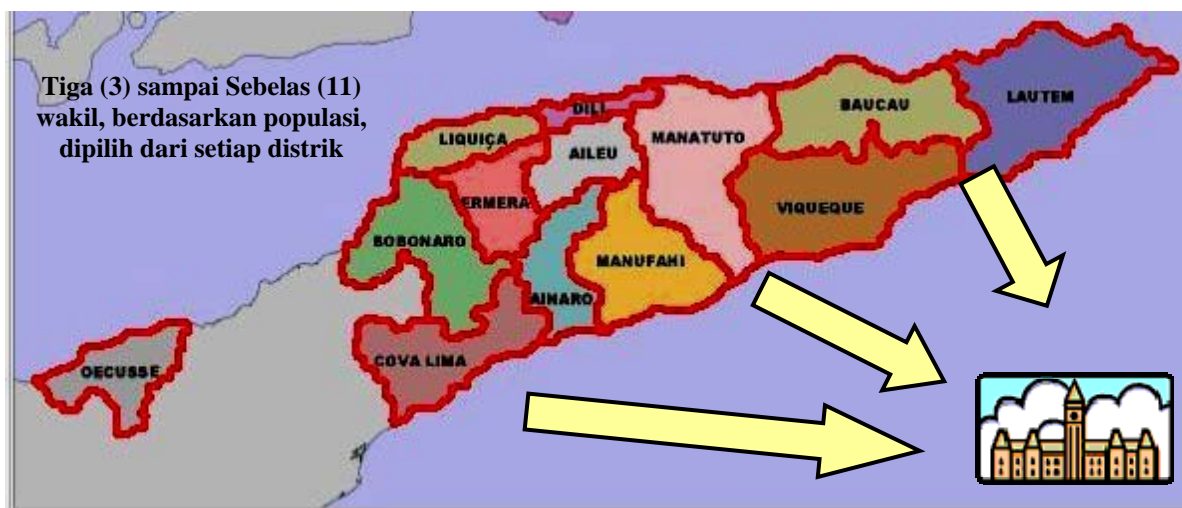 Tiga (3) sampai Sebelas (11)
wakil, berdasarkan populasi,
dipilih dari setiap distrik
DILI
LIQUIÇA
AILEU
MANATUTO
BAUCAU
LAUTEM
ERMERA
BOBONARO
VIQUEQUE
MANUFAHI
AINARO
COVA LIMA
OECUSSE